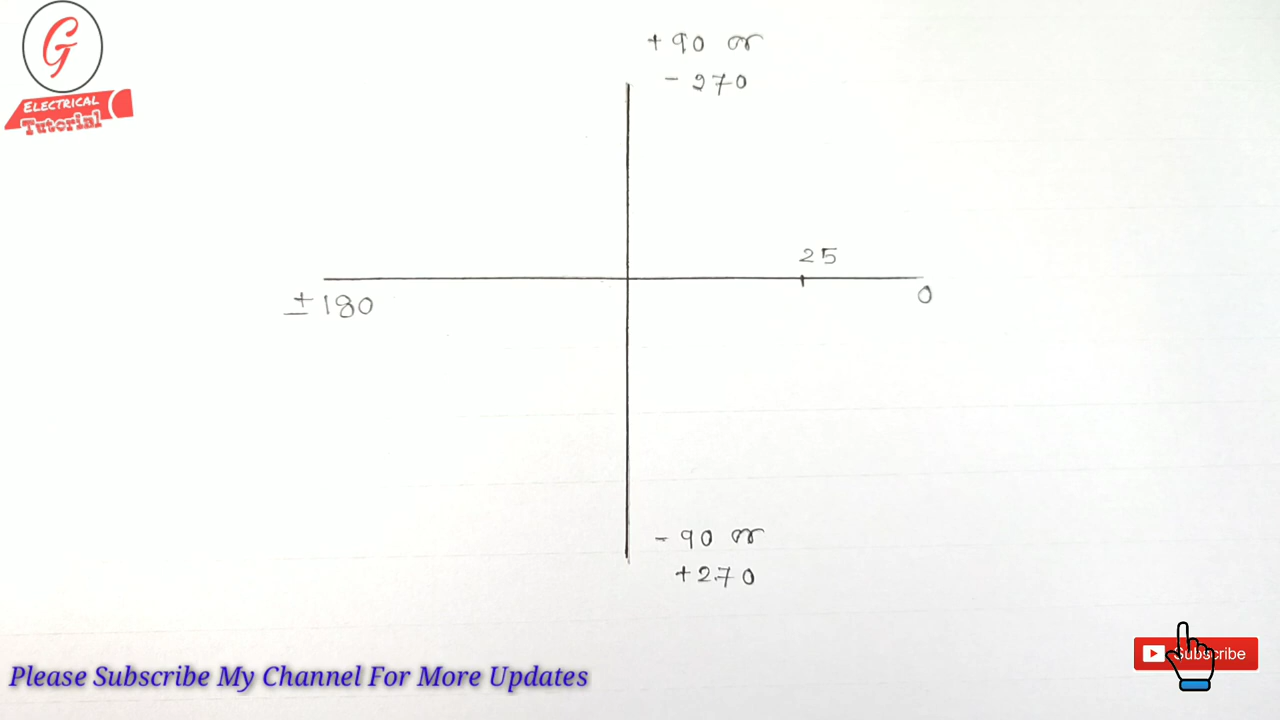 G
ELECTRICAL
Tutorial
+90 or
-270
25
±180
0
-90 or
+270
Please Subscribe My Channel For More Updates
Subscribe